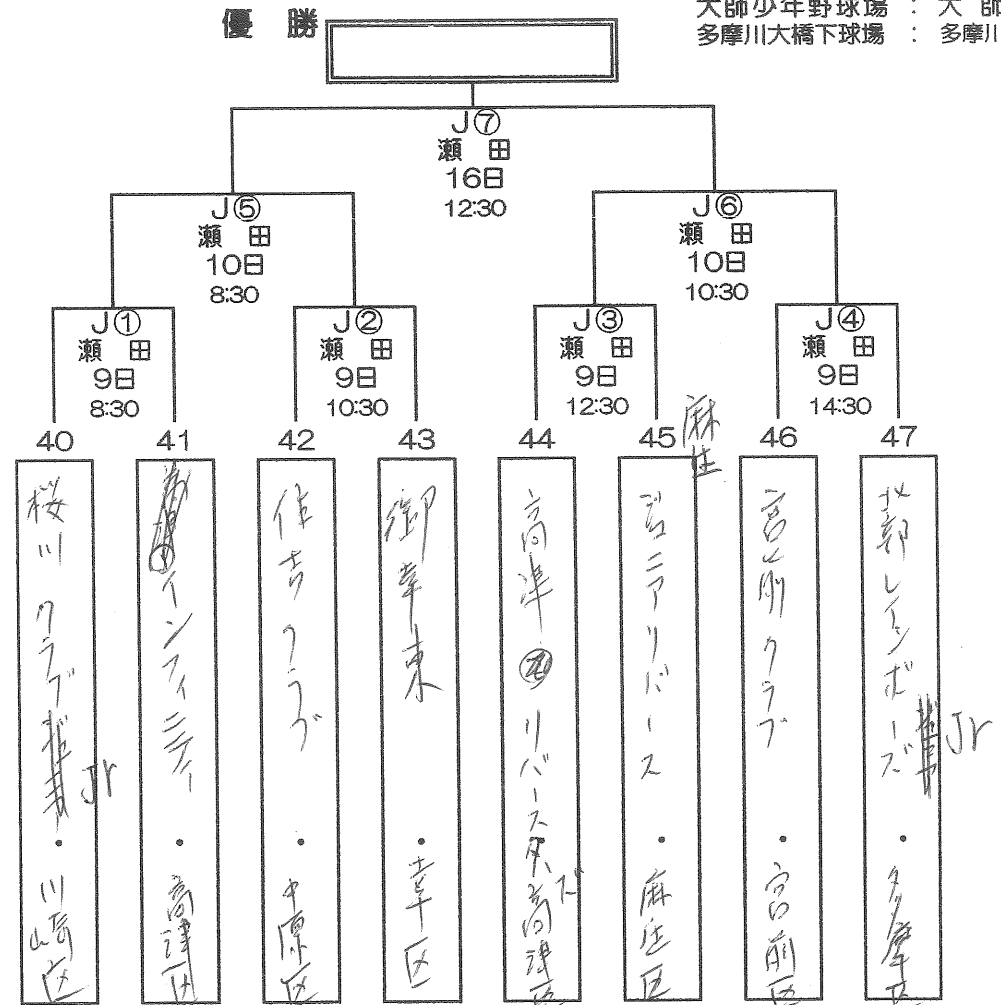 優 勝
大師少年野球場 : 大 師
多摩川大橋下球場 : 多摩川
J⑦
瀬 田
16日
12:30
J⑤
瀬 田
10日
8:30
J⑥
瀬 田
10日
10:30
J①
瀬 田
9日
8:30
J②
瀬 田
9日
10:30
J③
瀬 田
9日
12:30
J④
瀬 田
9日
14:30
40
41
42
43
44
45
46
47
麻生
桜川クラブ Jr ・ 川崎区
インフィニティ ・ 高津区
住吉クラブ ・ 中原区
御幸東 ・ 幸区
高津 リバース 高津区
ジュニアリバース ・ 麻生区
宮前クラブ ・ 宮前区
レインボーズ Jr ・ 多摩区